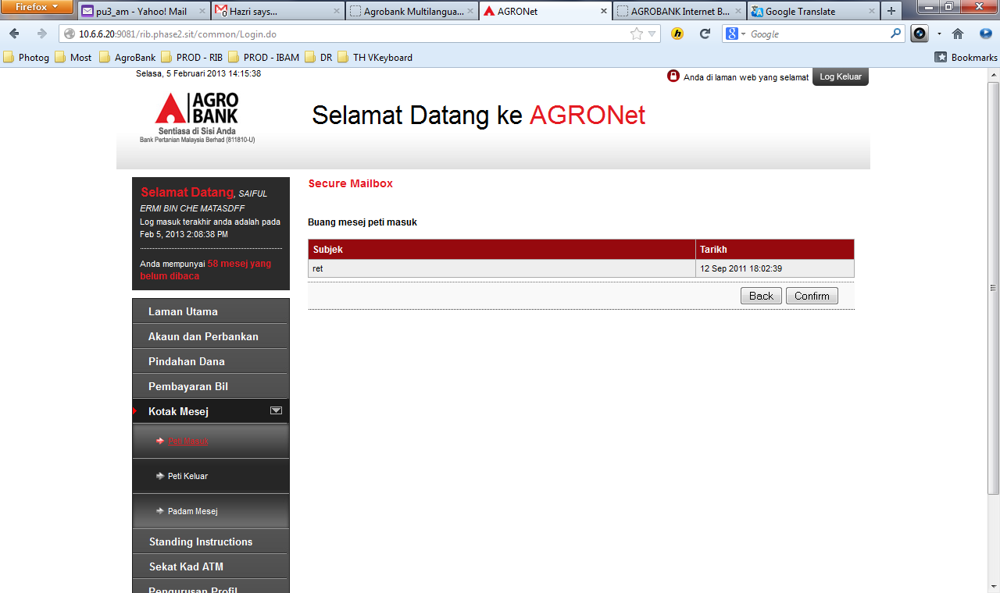 Firefox
pu3_am - Yahoo! Mail
Hazri says...
Agrobank Multilangua...
AGRONet
AGROBANK Internet B...
Google Translate
10.6.6.20:9081/rib.phase2.sit/common/Login.do
Google
Photog
Most
AgroBank
PROD - RIB
PROD - IBAM
DR
TH VKeyboard
Bookmarks
Selasa, 5 Februari 2013 14:15:38
Anda di laman web yang selamat
Log Keluar
AGRO
BANK
Sentiasa di Sisi Anda
Bank Pertanian Malaysia Berhad (811810-U)
Selamat Datang ke AGRONet
Selamat Datang, SAIFUL
ERMI BIN CHE MATASDFF
Log masuk terakhir anda adalah pada
Feb 5, 2013 2:08:38 PM
Anda mempunyai 58 mesej yang
belum dibaca
Laman Utama
Akaun dan Perbankan
Pindahan Dana
Pembayaran Bil
Kotak Mesej
Peti Masuk
Peti Keluar
Padam Mesej
Standing Instructions
Sekat Kad ATM
Pengurusan Profil
Secure Mailbox
Buang mesej peti masuk
Subjek Tarikh
ret 12 Sep 2011 18:02:39
Back Confirm